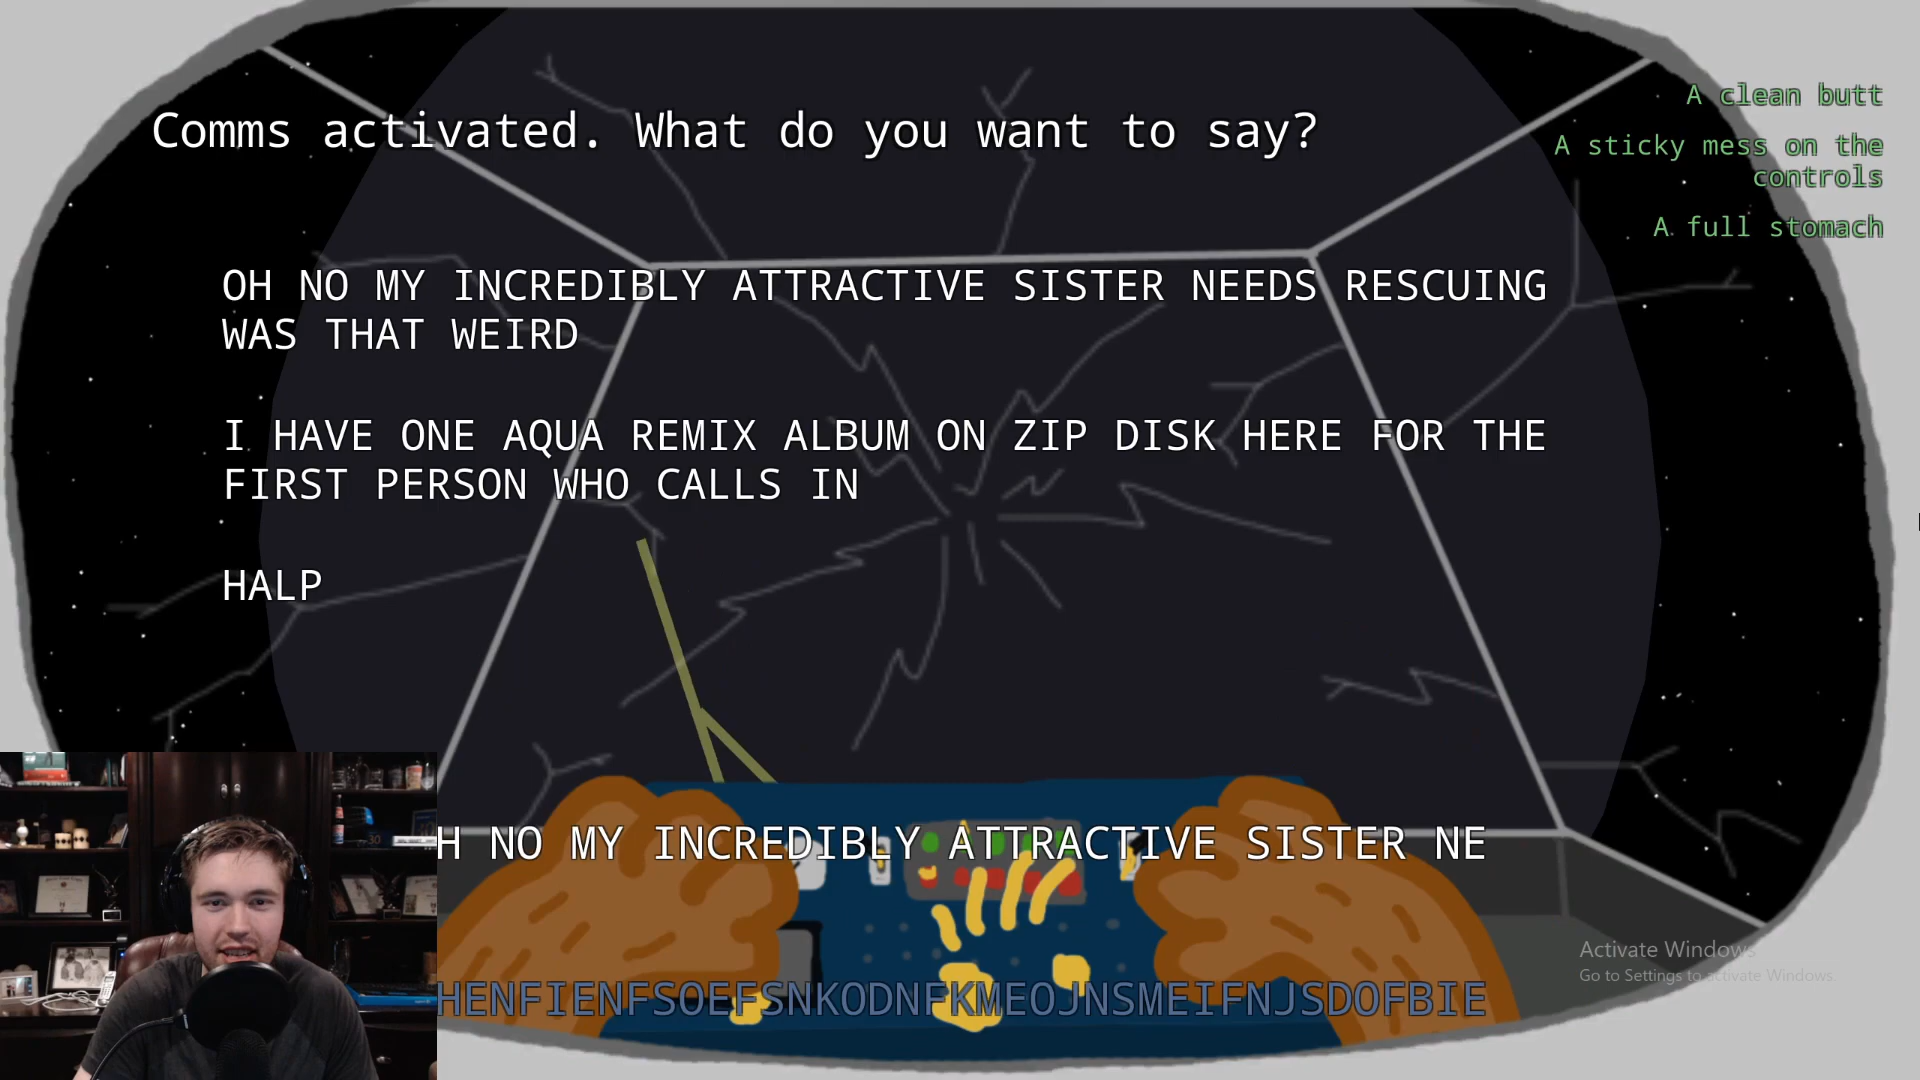 Comms activated. What do you want to say?
A clean butt
A sticky mess on the
controls
A full stomach
OH NO MY INCREDIBLY ATTRACTIVE SISTER NEEDS RESCUING
WAS THAT WEIRD
I HAVE ONE AQUA REMIX ALBUM ON ZIP DISK HERE FOR THE
FIRST PERSON WHO CALLS IN
HALP
H NO MY INCREDIBLY ATTRACTIVE SISTER NE
HENFIENFSOEFSNKODNFKMEOJNSMEIFNJSDOFBIE
Activate Windows
Go to Settings to activate Windows.